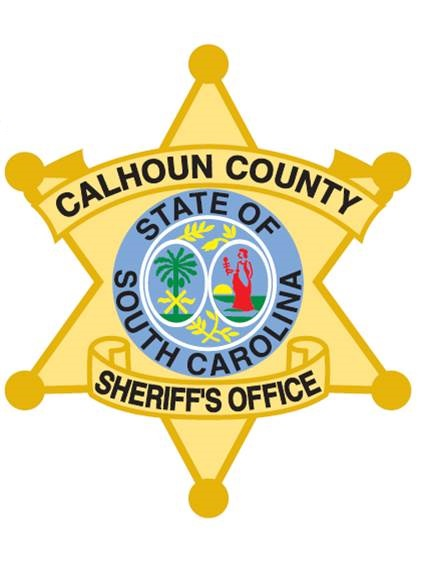 CALHOUN COUNTY
STATE OF
SOUTH CAROLINA
SHERIFF'S OFFICE